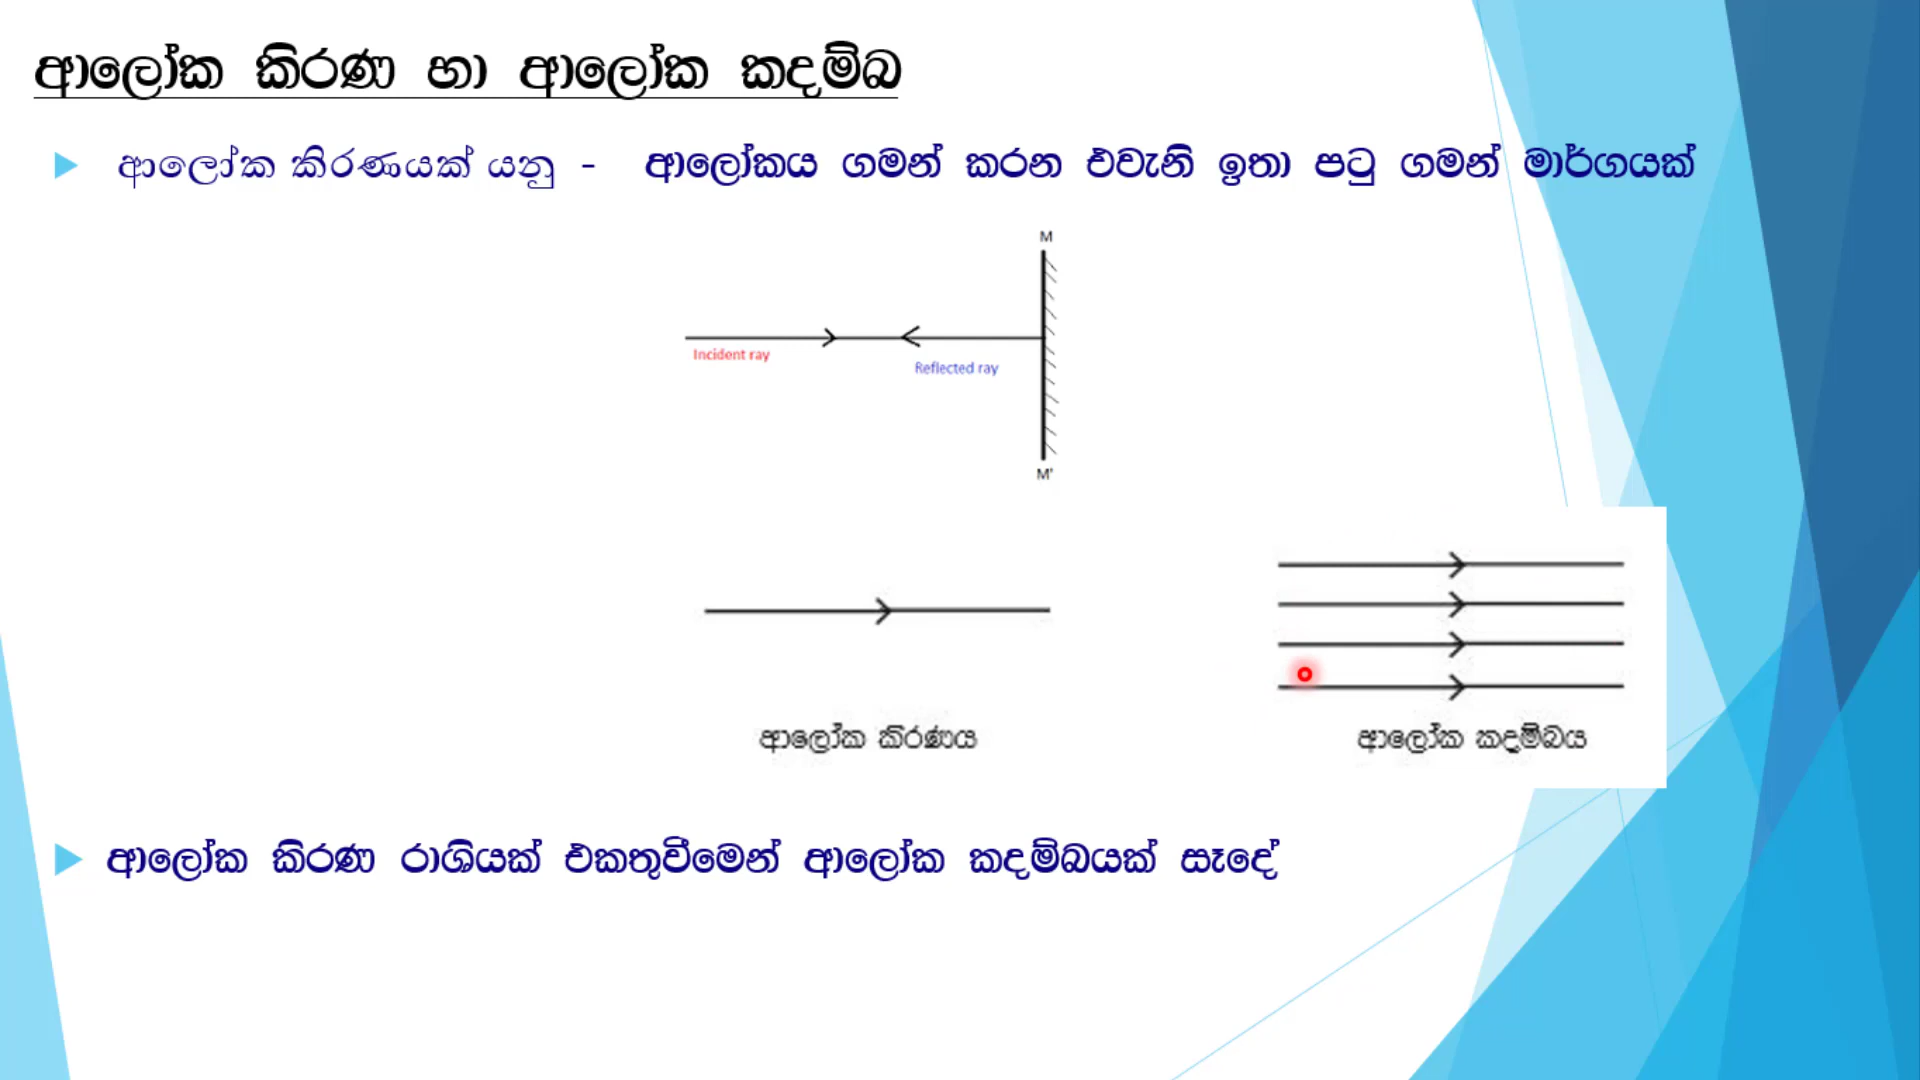 ආලෝක කිරණ හා ආලෝක කදම්බ
ආලෝක කිරණයක් යනු - ආලෝකය ගමන් කරන එවැනි ඉතා පටු ගමන් මාර්ගයක්
M
Incident ray
Reflected ray
M'
ආලෝක කිරණය
ආලෝක කදම්බය
ආලෝක කිරණ රාශියක් එකතුවීමෙන් ආලෝක කදම්බයක් සෑදේ